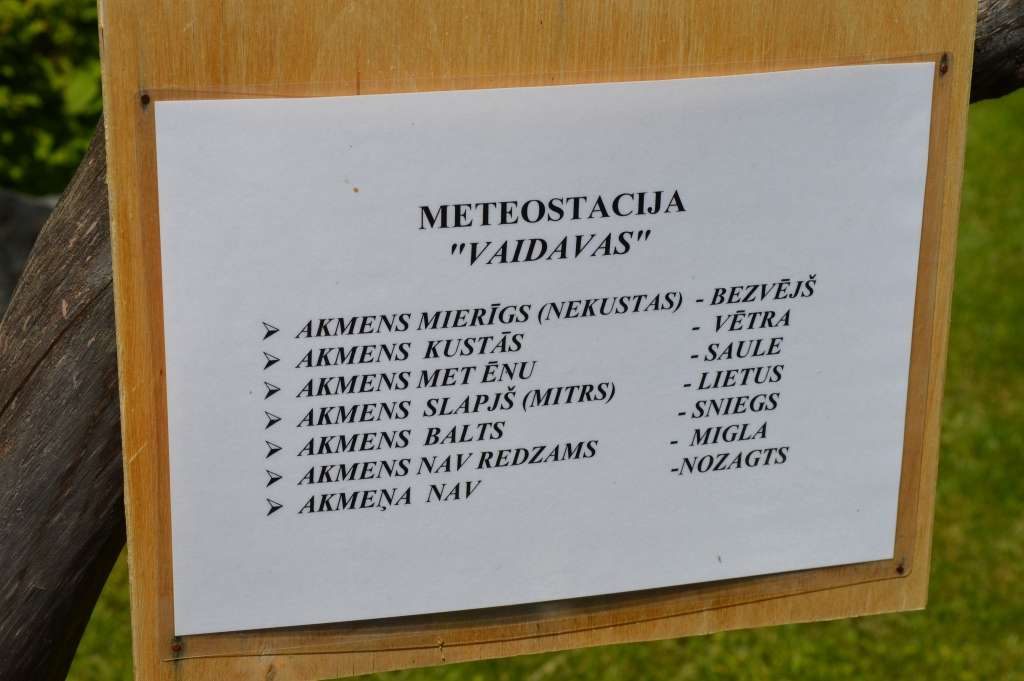 METEOSTACIJA
"VAIDAVAS"
➢ AKMENS MIERĪGS (NEKUSTAS) - BEZVĒJŠ
➢ AKMENS KUSTĀS - VĒTRA
➢ AKMENS MET ĒNU - SAULE
➢ AKMENS SLAPJŠ (MITRS) - LIETUS
➢ AKMENS BALTS - SNIEGS
➢ AKMENS NAV REDZAMS - MIGLA
➢ AKMEŅA NAV -NOZAGTS